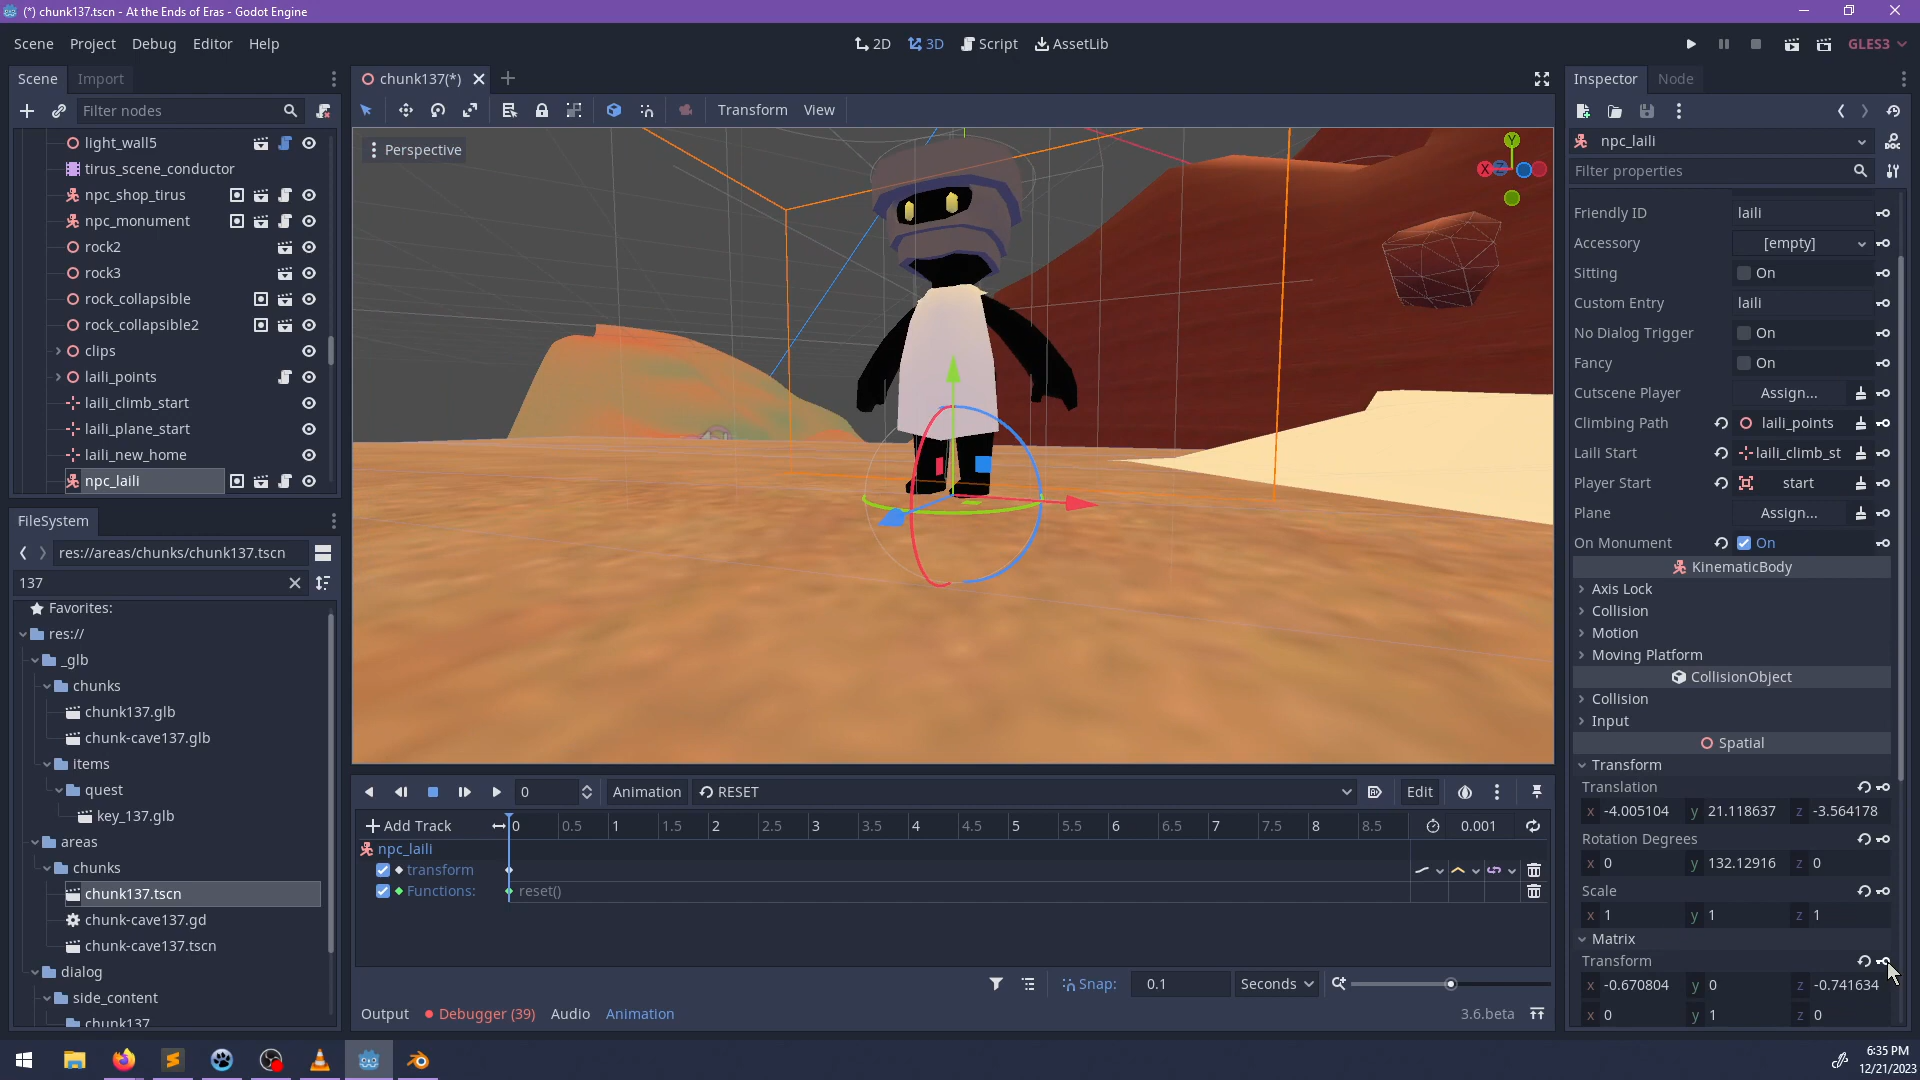 (*) chunk137.tscn - At the Ends of Eras - Godot Engine
Scene Project Debug Editor Help
2D 3D Script AssetLib
GLES3
Scene Import
Filter nodes
light_wall5
tirus_scene_conductor
npc_shop_tirus
npc_monument
rock2
rock3
rock_collapsible
rock_collapsible2
clips
laili_points
laili_climb_start
laili_plane_start
laili_new_home
npc_laili
FileSystem
res://areas/chunks/chunk137.tscn
137
Favorites:
res://
_glb
chunks
chunk137.glb
chunk-cave137.glb
items
quest
key_137.glb
areas
chunks
chunk137.tscn
chunk-cave137.gd
chunk-cave137.tscn
dialog
side_content
chunk137
chunk137(*)
Transform View
Perspective
Y
X
Z
0 Animation RESET Edit
Add Track 0 0.5 1 1.5 2 2.5 3 3.5 4 4.5 5 5.5 6 6.5 7 7.5 8 8.5 0.001
npc_laili
transform
Functions: reset()
Snap: 0.1 Seconds
Output Debugger (39) Audio Animation 3.6.beta
Inspector Node
npc_laili
Filter properties
Friendly ID laili
Accessory [empty]
Sitting On
Custom Entry laili
No Dialog Trigger On
Fancy On
Cutscene Player Assign...
Climbing Path laili_points
Laili Start laili_climb_st
Player Start start
Plane Assign...
On Monument On
KinematicBody
Axis Lock
Collision
Motion
Moving Platform
CollisionObject
Collision
Input
Spatial
Transform
Translation
x -4.005104 y 21.118637 z -3.564178
Rotation Degrees
x 0 y 132.12916 z 0
Scale
x 1 y 1 z 1
Matrix
Transform
x -0.670804 y 0 z -0.741634
x 0 y 1 z 0
6:35 PM
12/21/2023